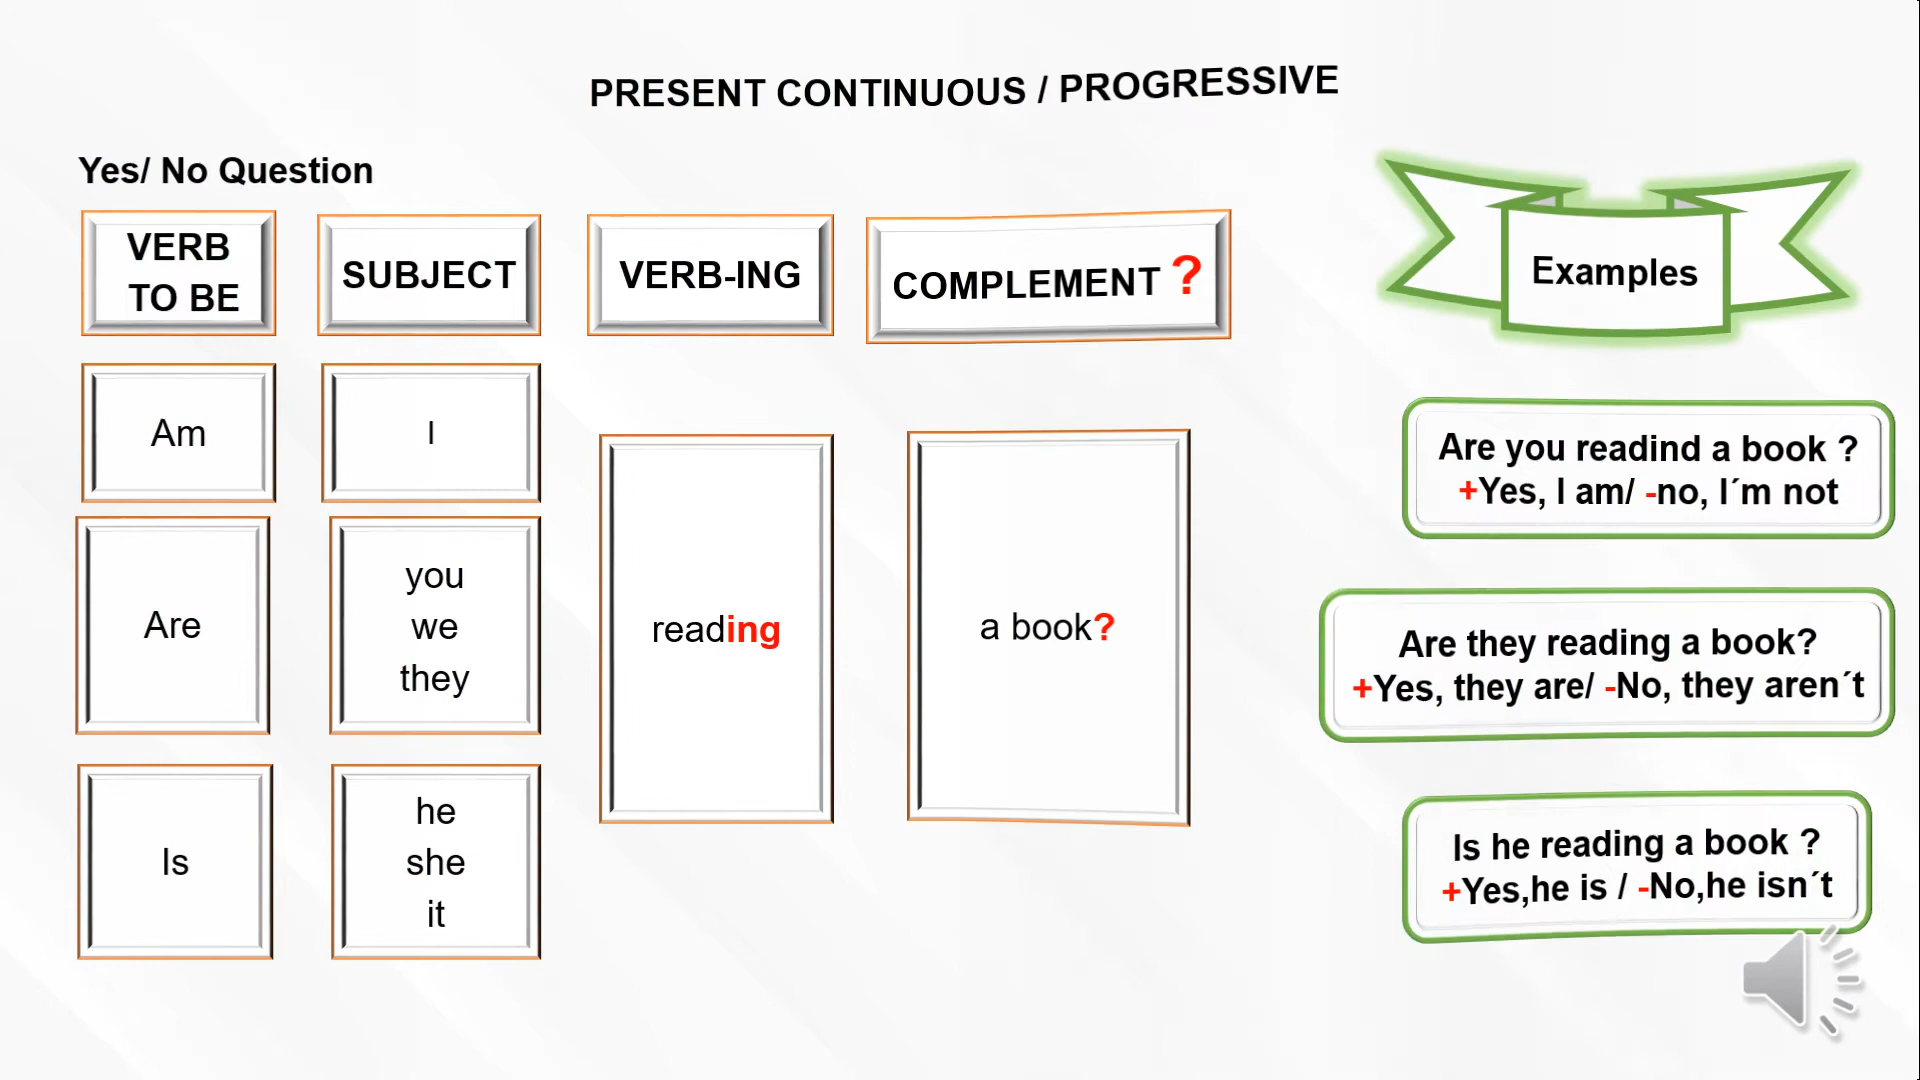 PRESENT CONTINUOUS / PROGRESSIVE
Yes/ No Question
VERB
TO BE
SUBJECT
VERB-ING
COMPLEMENT ?
Am
I
Are
you
we
they
Is
he
she
it
reading
a book?
Examples
Are you readind a book ?
+Yes, I am/ -no, I´m not
Are they reading a book?
+Yes, they are/ -No, they aren´t
Is he reading a book ?
+Yes,he is / -No,he isn´t